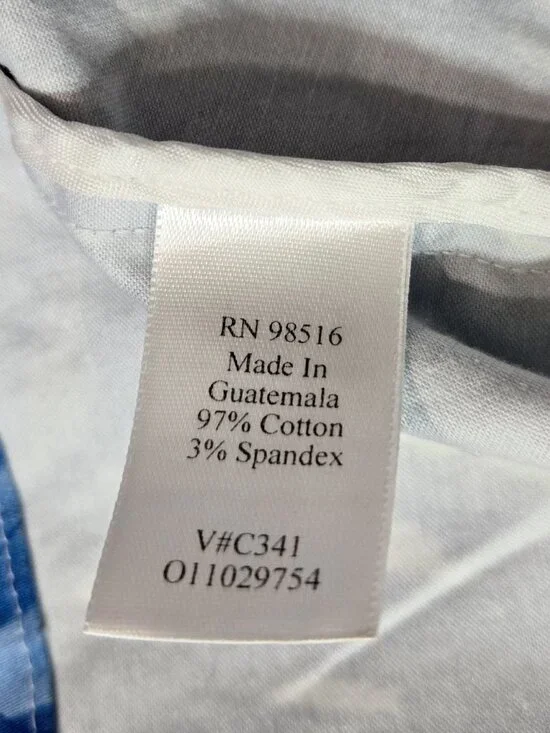 RN 98516
Made In
Guatemala
97% Cotton
3% Spandex
V#C341
O11029754